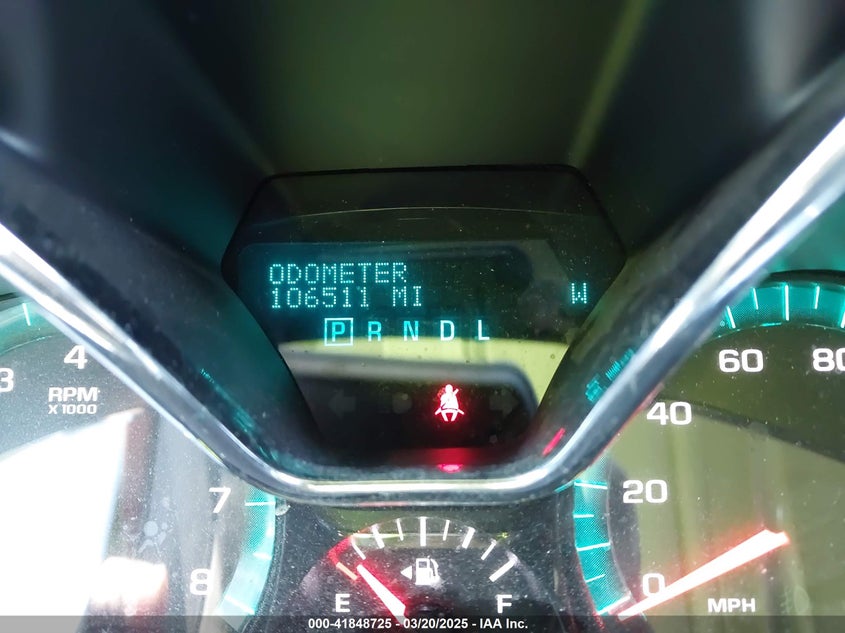 ODOMETER
106511 MI W
P R N D L
3 4
RPM
X1000
7
8
60 80
40
20
0
MPH
E F
000-41848725 - 03/20/2025 - IAA Inc.